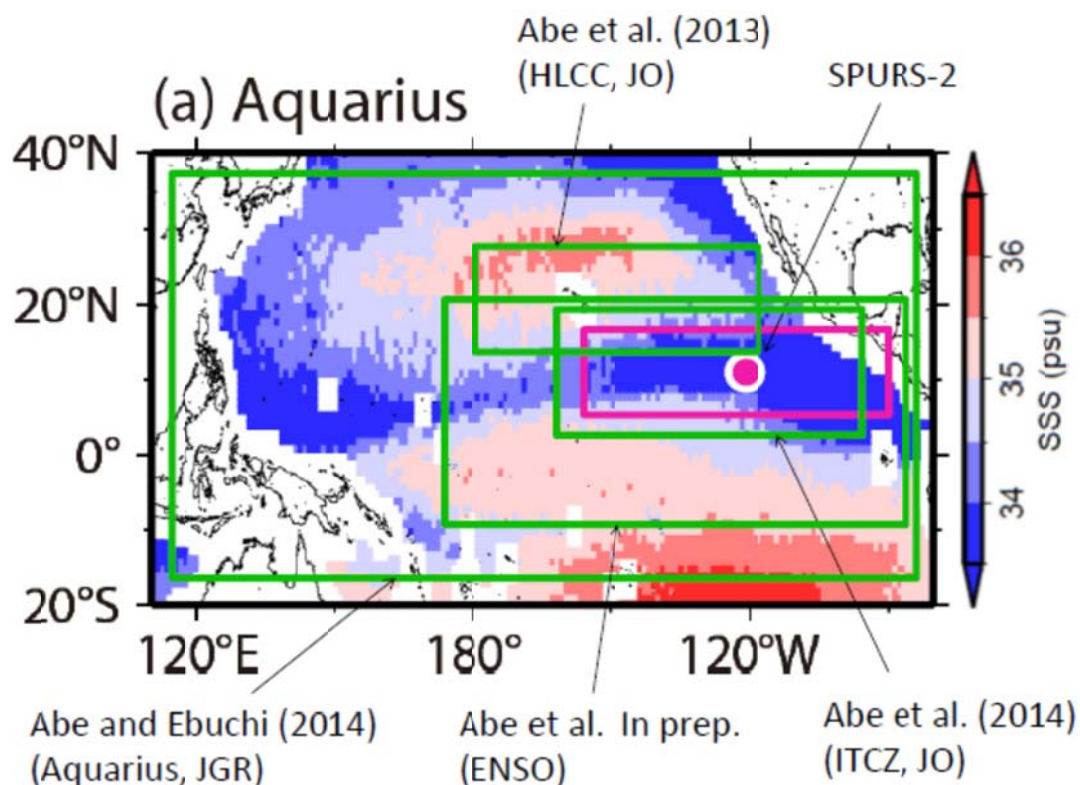 Abe et al. (2013)
(HLCC, JO)
SPURS-2
(a) Aquarius
40°N
20°N
0°
20°S
120°E
180°
120°W
36
35
34
SSS (psu)
Abe and Ebuchi (2014)
(Aquarius, JGR)
Abe et al. In prep.
(ENSO)
Abe et al. (2014)
(ITCZ, JO)